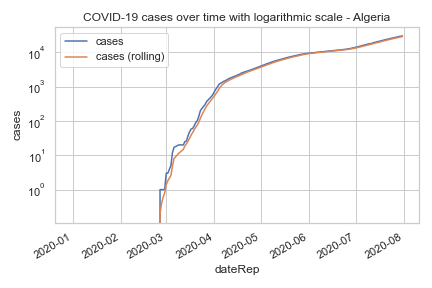 COVID-19 cases over time with logarithmic scale - Algeria
cases
cases (rolling)
10⁴
10³
10²
10¹
10⁰
cases
2020-01
2020-02
2020-03
2020-04
2020-05
2020-06
2020-07
2020-08
dateRep